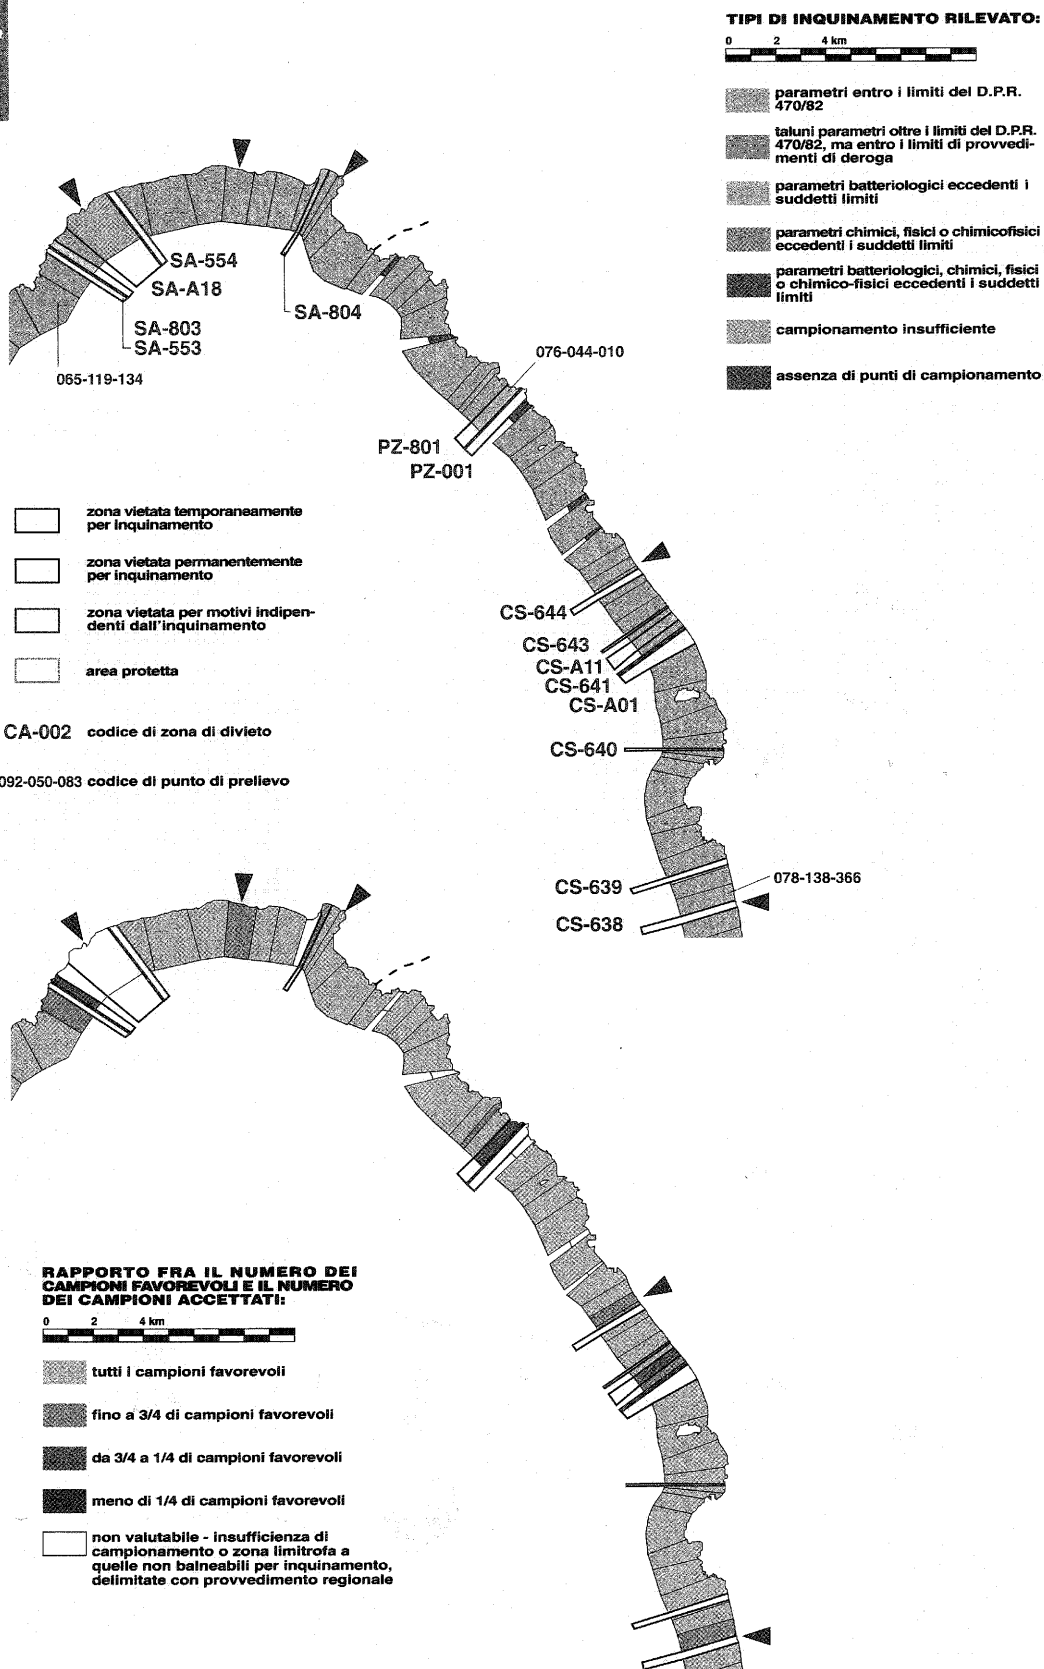 TIPI DI INQUINAMENTO RILEVATO:
0 2 4 km
parametri entro i limiti del D.P.R.
470/82
taluni parametri oltre i limiti del D.P.R.
470/82, ma entro i limiti di provvedi-
menti di deroga
parametri batteriologici eccedenti i
suddetti limiti
parametri chimici, fisici o chimicofisici
eccedenti i suddetti limiti
parametri batteriologici, chimici, fisici
o chimico-fisici eccedenti i suddetti
limiti
campionamento insufficiente
assenza di punti di campionamento
SA-554
SA-A18
SA-803
SA-553
065-119-134
SA-804
076-044-010
PZ-801
PZ-001
zona vietata temporaneamente
per inquinamento
zona vietata permanentemente
per inquinamento
zona vietata per motivi indipen-
denti dall'inquinamento
area protetta
CA-002 codice di zona di divieto
092-050-083 codice di punto di prelievo
CS-644
CS-643
CS-A11
CS-641
CS-A01
CS-640
CS-639
078-138-366
CS-638
RAPPORTO FRA IL NUMERO DEI
CAMPIONI FAVOREVOLI E IL NUMERO
DEI CAMPIONI ACCETTATI:
0 2 4 km
tutti i campioni favorevoli
fino a 3/4 di campioni favorevoli
da 3/4 a 1/4 di campioni favorevoli
meno di 1/4 di campioni favorevoli
non valutabile - insufficienza di
campionamento o zona limitrofa a
quelle non balneabili per inquinamento,
delimitate con provvedimento regionale